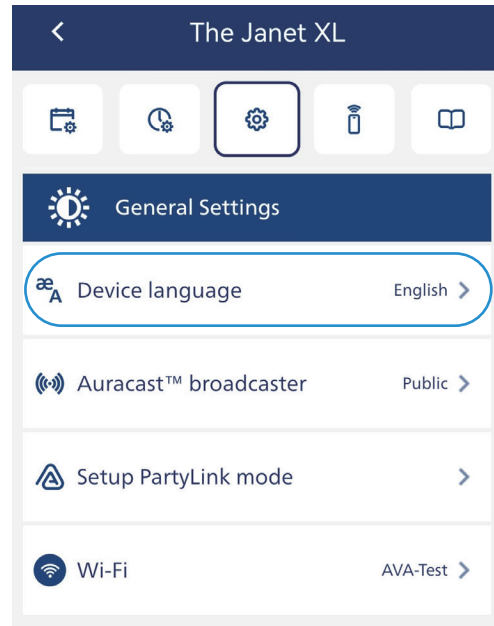 The Janet XL
General Settings
Device language English
Auracast™ broadcaster Public
Setup PartyLink mode
Wi-Fi AVA-Test